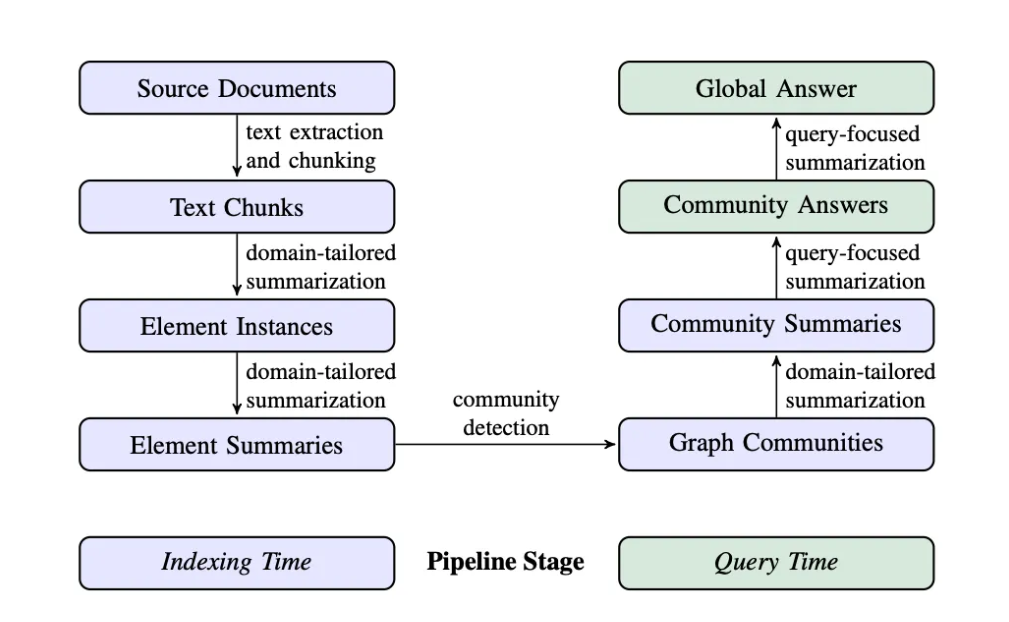 Source Documents
text extraction
and chunking
Text Chunks
domain-tailored
summarization
Element Instances
domain-tailored
summarization
Element Summaries
community
detection
Graph Communities
domain-tailored
summarization
Community Summaries
query-focused
summarization
Community Answers
query-focused
summarization
Global Answer
Indexing Time
Pipeline Stage
Query Time